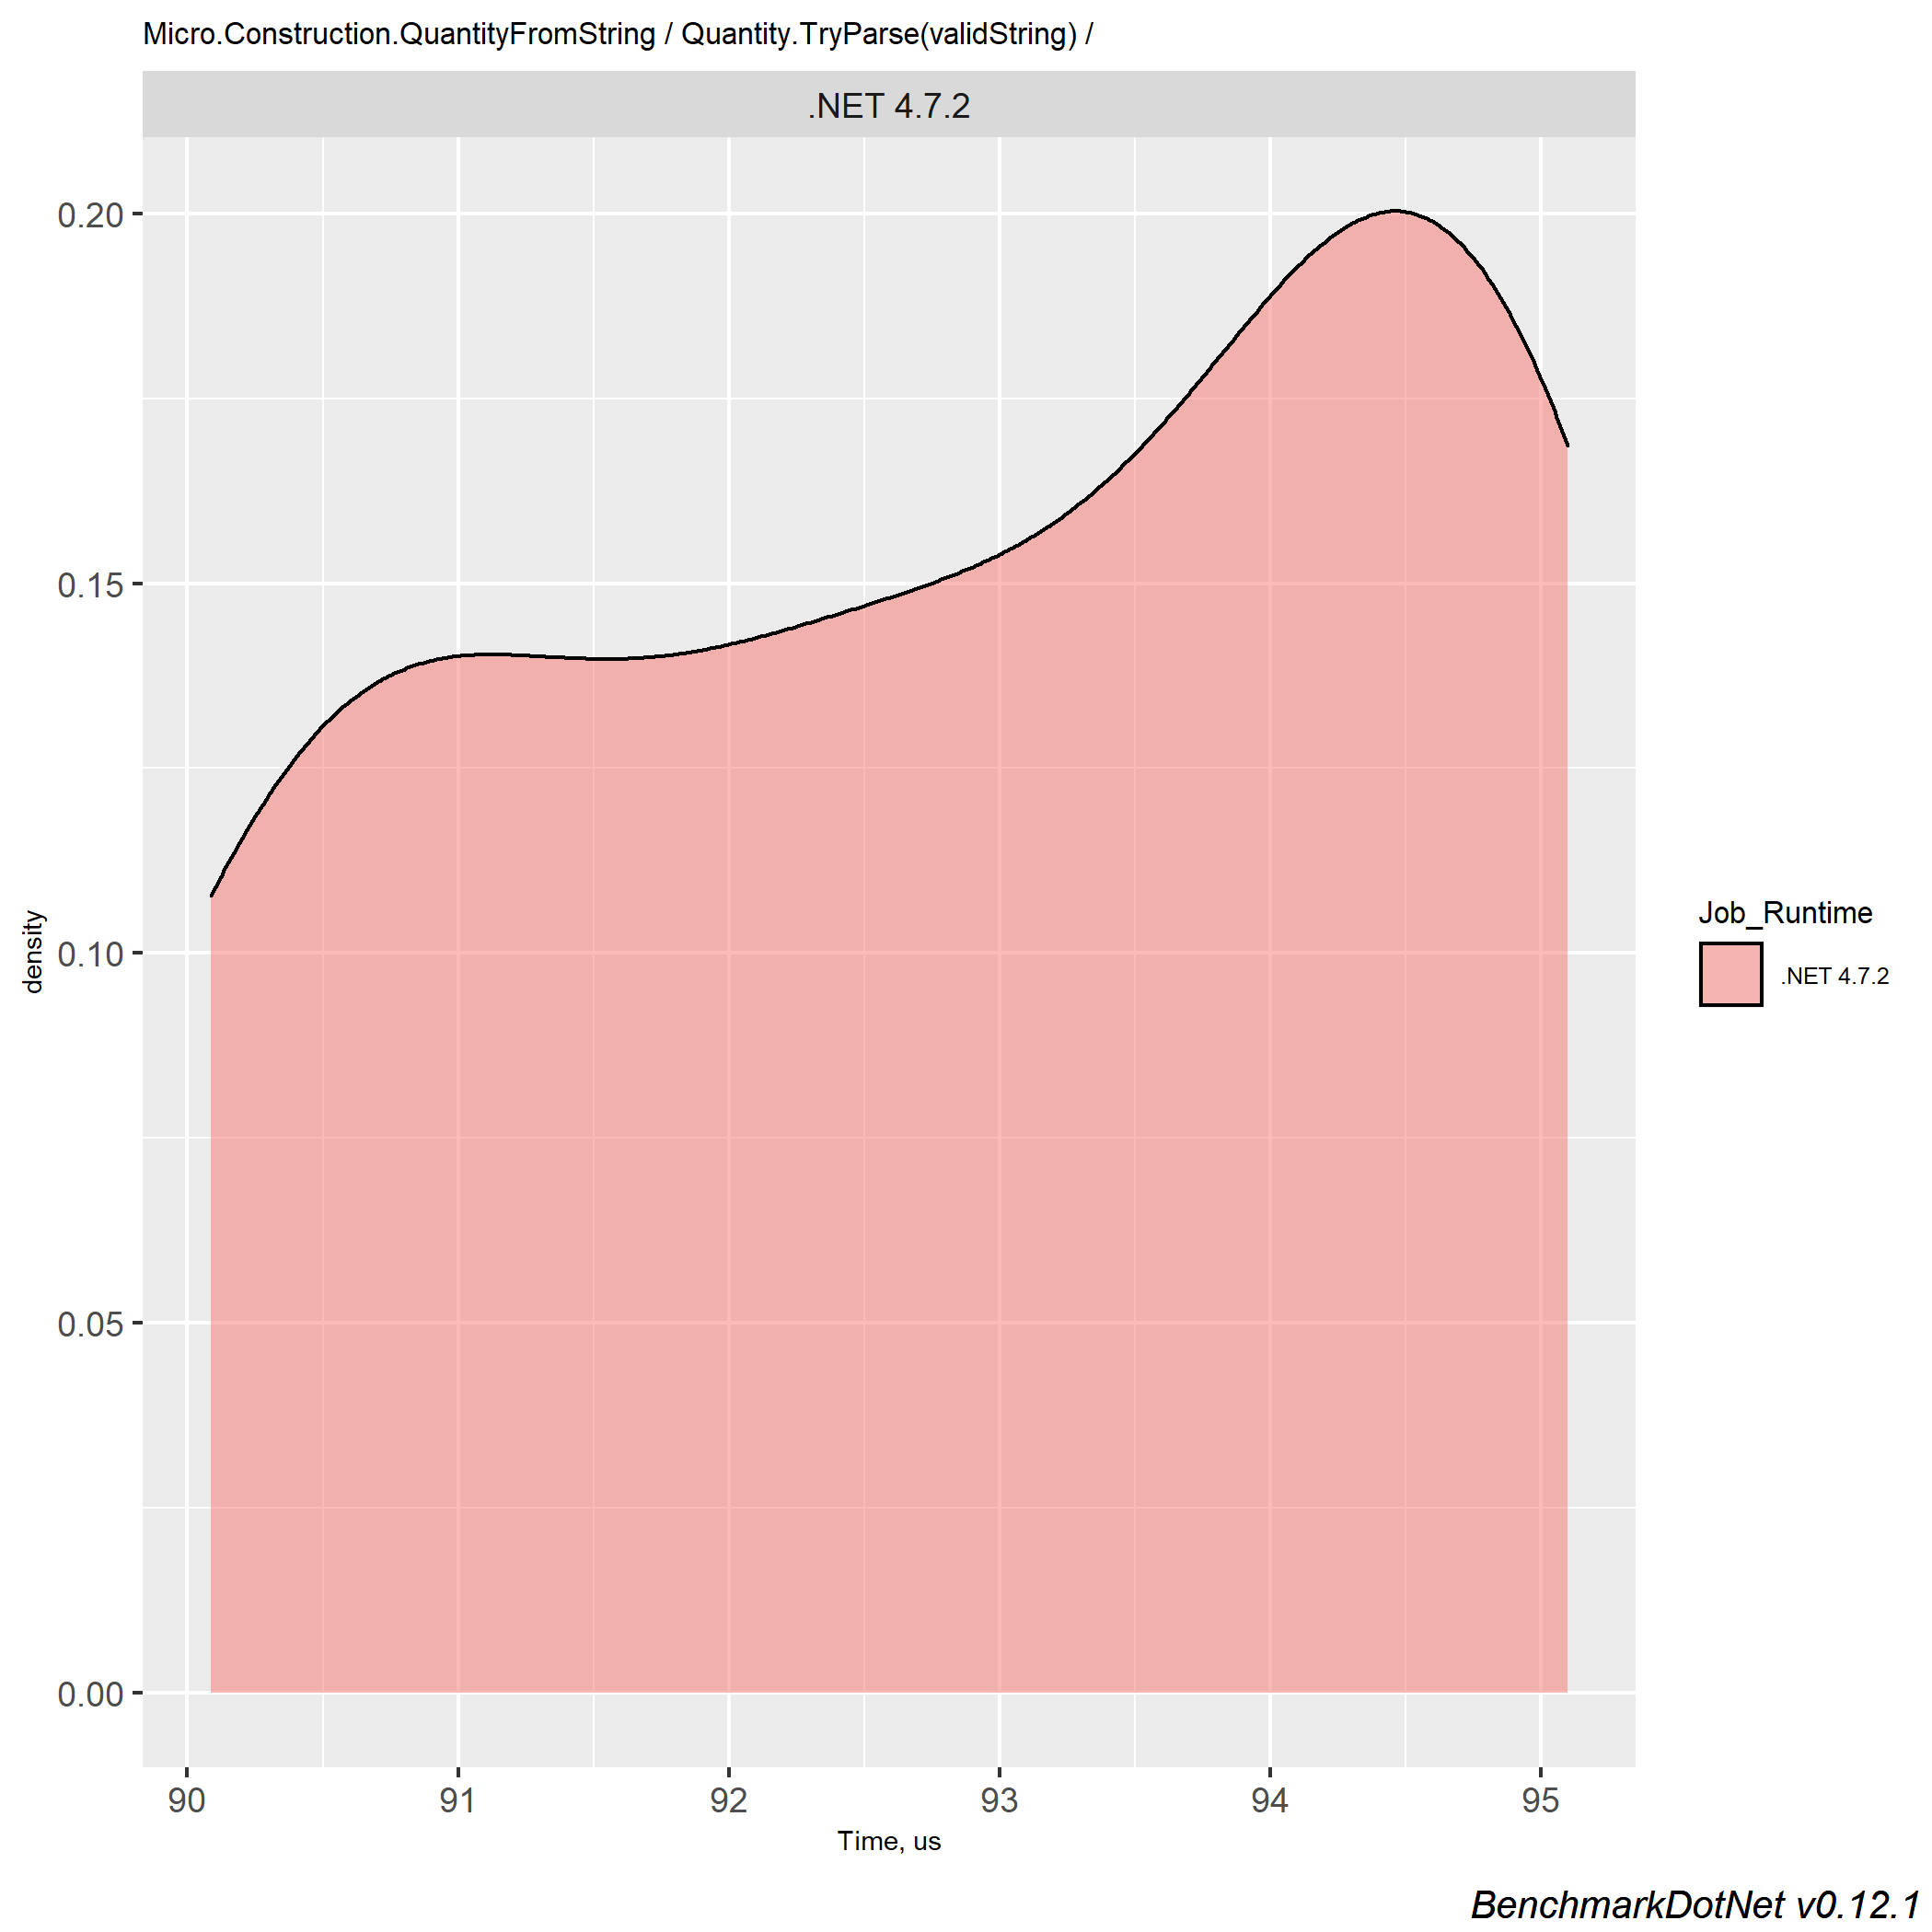 Micro.Construction.QuantityFromString / Quantity.TryParse(validString) /
.NET 4.7.2
0.20
0.15
0.10
0.05
0.00
density
90 91 92 93 94 95
Time, us
Job_Runtime
.NET 4.7.2
BenchmarkDotNet v0.12.1